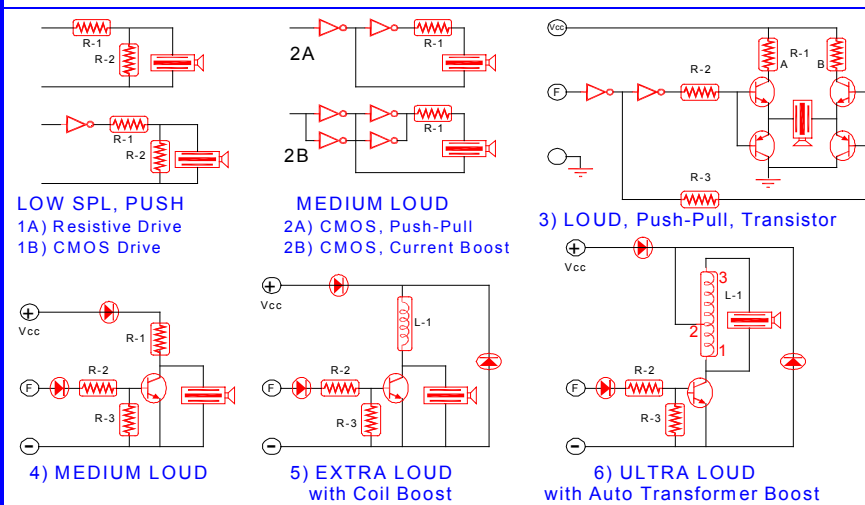 R-1
R-2
R-1
R-2
LOW SPL, PUSH
1A) Resistive Drive
1B) CMOS Drive
2A
R-1
2B
R-1
MEDIUM LOUD
2A) CMOS, Push-Pull
2B) CMOS, Current Boost
Vcc
F
R-2
R-1
A
B
R-3
3) LOUD, Push-Pull, Transistor
+
Vcc
R-1
F
R-2
R-3
−
4) MEDIUM LOUD
+
Vcc
L-1
F
R-2
R-3
−
5) EXTRA LOUD
with Coil Boost
+
Vcc
3
L-1
2
1
F
R-2
R-3
−
6) ULTRA LOUD
with Auto Transformer Boost